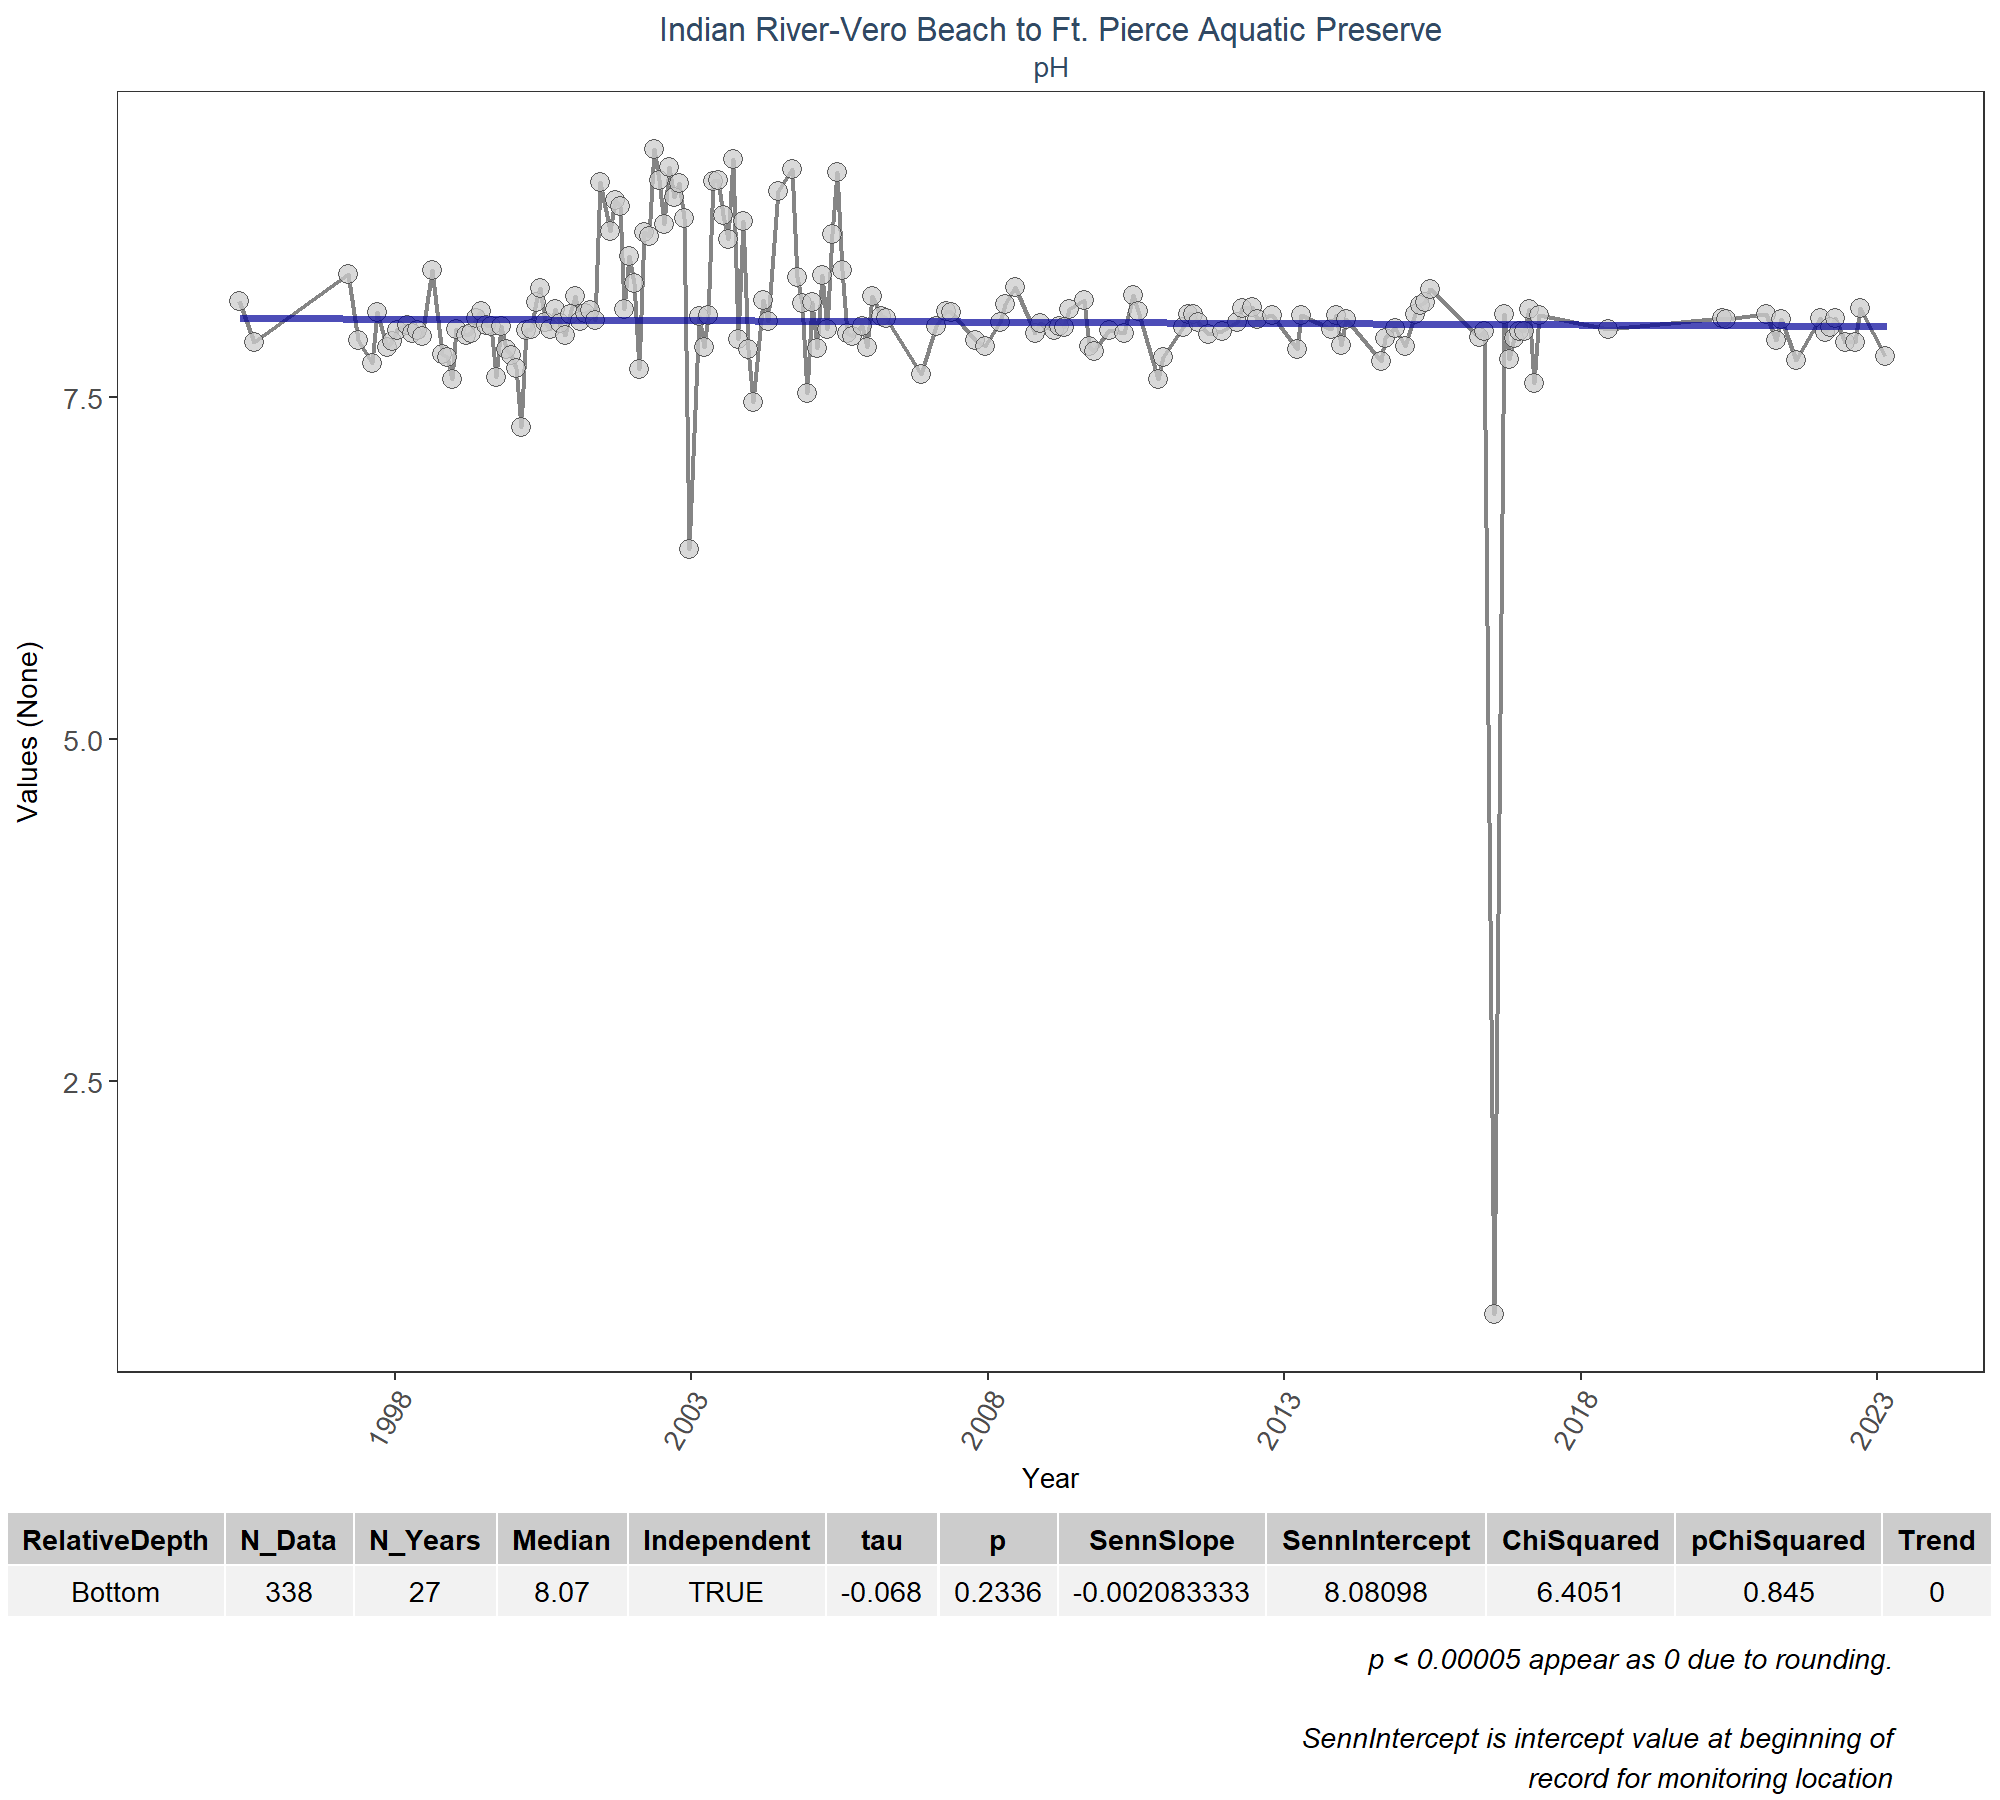 Indian River-Vero Beach to Ft. Pierce Aquatic Preserve
pH
Values (None)
7.5
5.0
2.5
1998 2003 2008 2013 2018 2023
Year
RelativeDepth N_Data N_Years Median Independent tau p SennSlope SennIntercept ChiSquared pChiSquared Trend
Bottom 338 27 8.07 TRUE -0.068 0.2336 -0.002083333 8.08098 6.4051 0.845 0
p < 0.00005 appear as 0 due to rounding.
SennIntercept is intercept value at beginning of
record for monitoring location